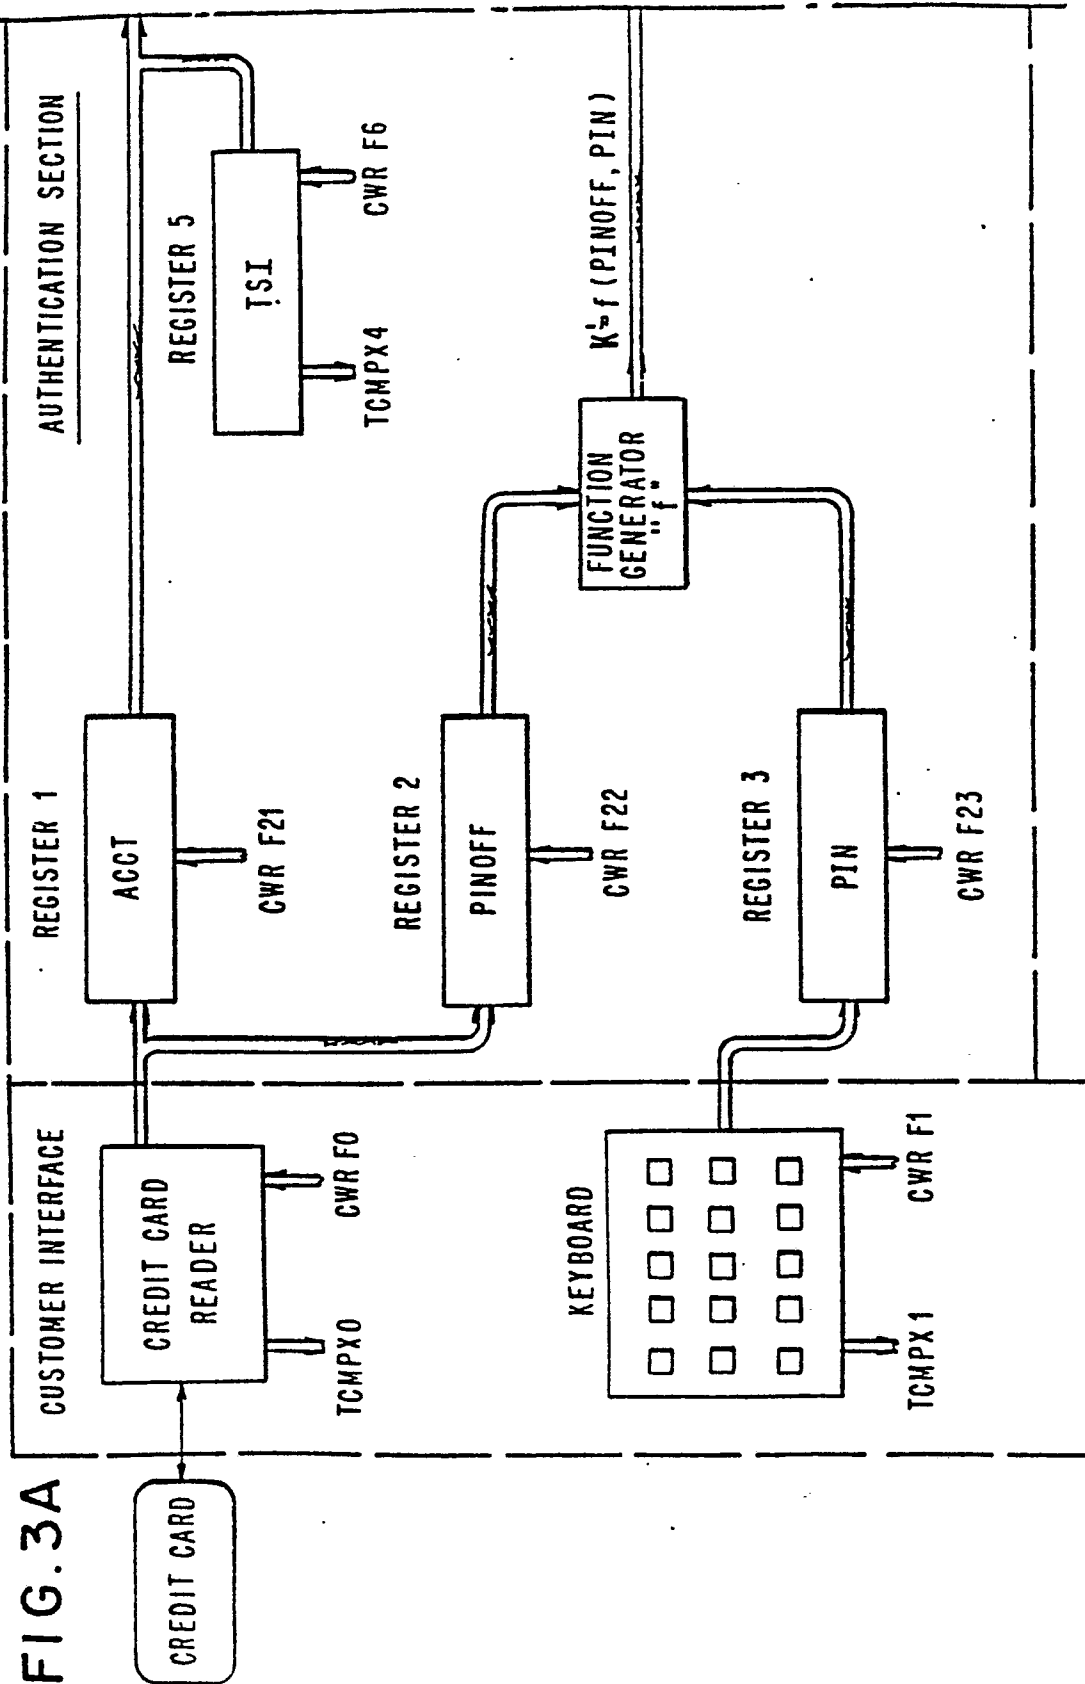 FIG. 3A
CREDIT CARD
CUSTOMER INTERFACE
CREDIT CARD
READER
TCMPX0
CWR F0
KEYBOARD
TCMPX1
CWR F1
AUTHENTICATION SECTION
REGISTER 1
ACCT
CWR F21
REGISTER 2
PINOFF
CWR F22
REGISTER 3
PIN
CWR F23
REGISTER 5
TSI
TCMPX4
CWR F6
FUNCTION
GENERATOR
"f"
K'=f (PINOFF, PIN)